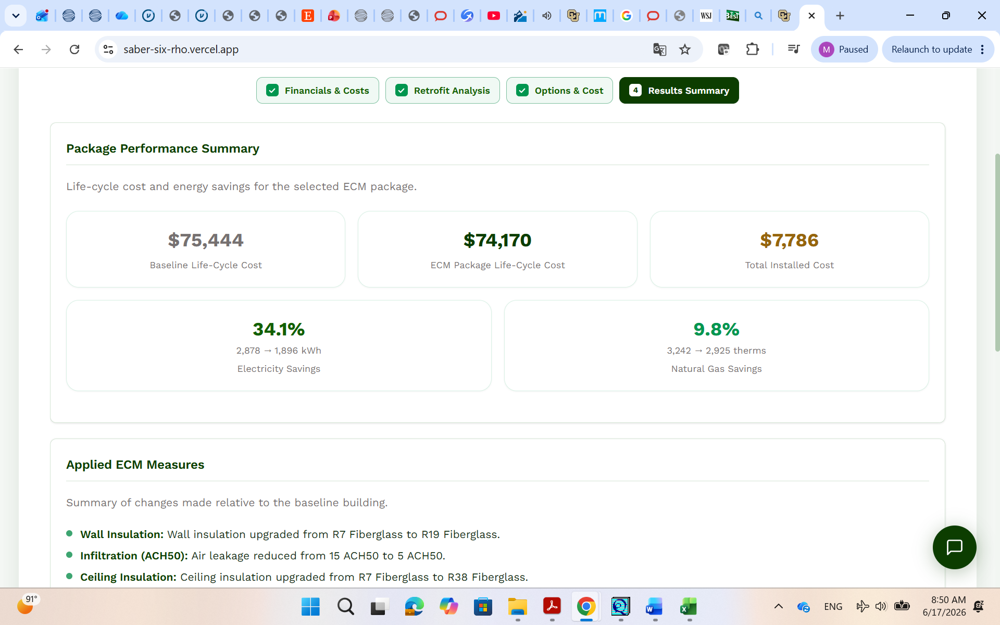 saber-six-rho.vercel.app
M Paused
Relaunch to update
Financials & Costs
Retrofit Analysis
Options & Cost
4 Results Summary
Package Performance Summary
Life-cycle cost and energy savings for the selected ECM package.
$75,444
Baseline Life-Cycle Cost
$74,170
ECM Package Life-Cycle Cost
$7,786
Total Installed Cost
34.1%
2,878 → 1,896 kWh
Electricity Savings
9.8%
3,242 → 2,925 therms
Natural Gas Savings
Applied ECM Measures
Summary of changes made relative to the baseline building.
Wall Insulation: Wall insulation upgraded from R7 Fiberglass to R19 Fiberglass.
Infiltration (ACH50): Air leakage reduced from 15 ACH50 to 5 ACH50.
Ceiling Insulation: Ceiling insulation upgraded from R7 Fiberglass to R38 Fiberglass.
91°
ENG
8:50 AM
6/17/2026